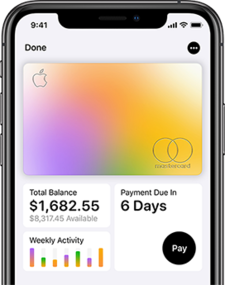 9:41
Done
mastercard
Total Balance
$1,682.55
$8,317.45 Available
Payment Due In
6 Days
Weekly Activity
Pay